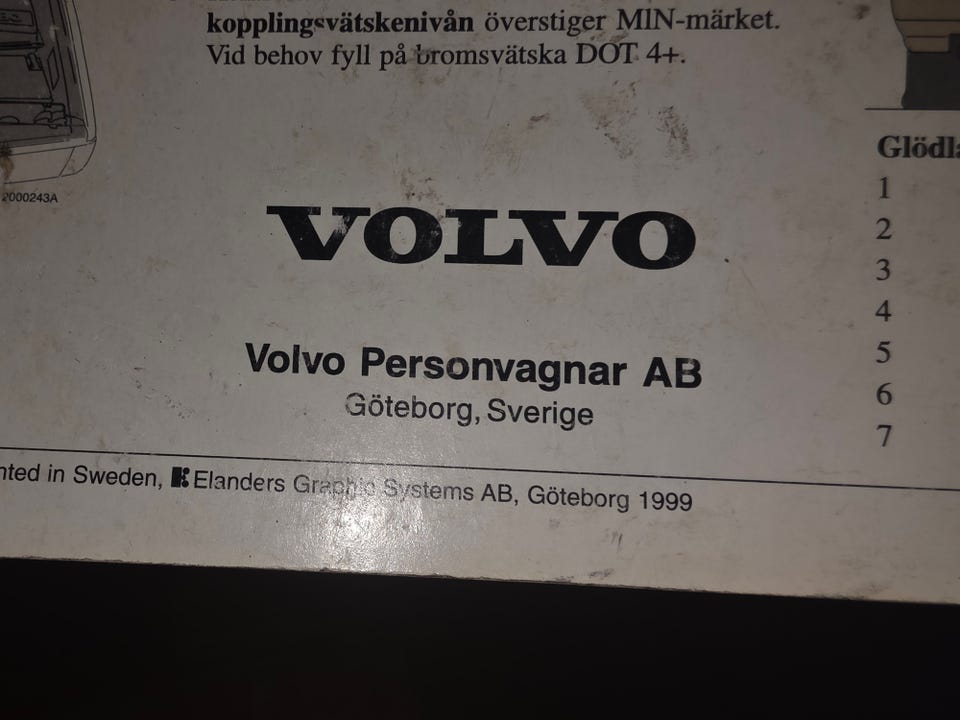 kopplingsvätskenivån överstiger MIN-märket.
Vid behov fyll på bromsvätska DOT 4+.
2000243A
VOLVO
Volvo Personvagnar AB
Göteborg, Sverige
nted in Sweden, Elanders Graphic Systems AB, Göteborg 1999
Glödla
1
2
3
4
5
6
7